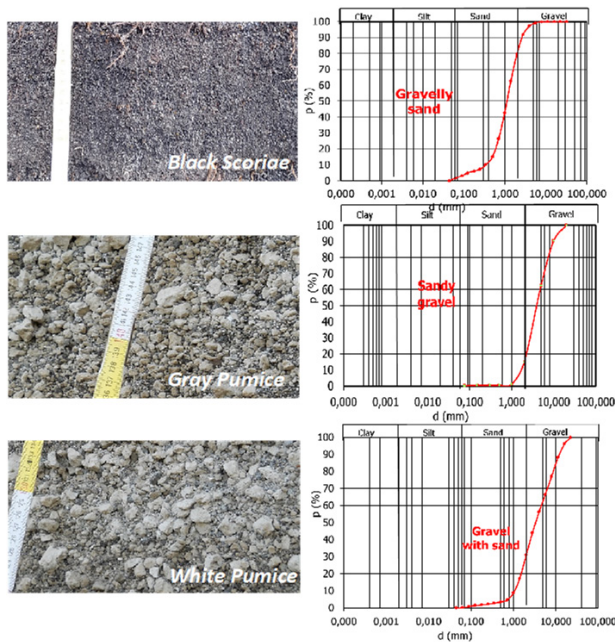 Black Scoriae
Clay Silt Sand Gravel
p (%)
100
90
80
70
60
50
40
30
20
10
0
Gravelly
sand
0,000 0,001 0,010 0,100 1,000 10,000 100,000
d (mm)
Gray Pumice
Clay Silt Sand Gravel
p (%)
100
90
80
70
60
50
40
30
20
10
0
Sandy
gravel
0,000 0,001 0,010 0,100 1,000 10,000 100,000
d (mm)
White Pumice
Clay Silt Sand Gravel
p (%)
100
90
80
70
60
50
40
30
20
10
0
Gravel
with sand
0,000 0,001 0,010 0,100 1,000 10,000 100,000
d (mm)